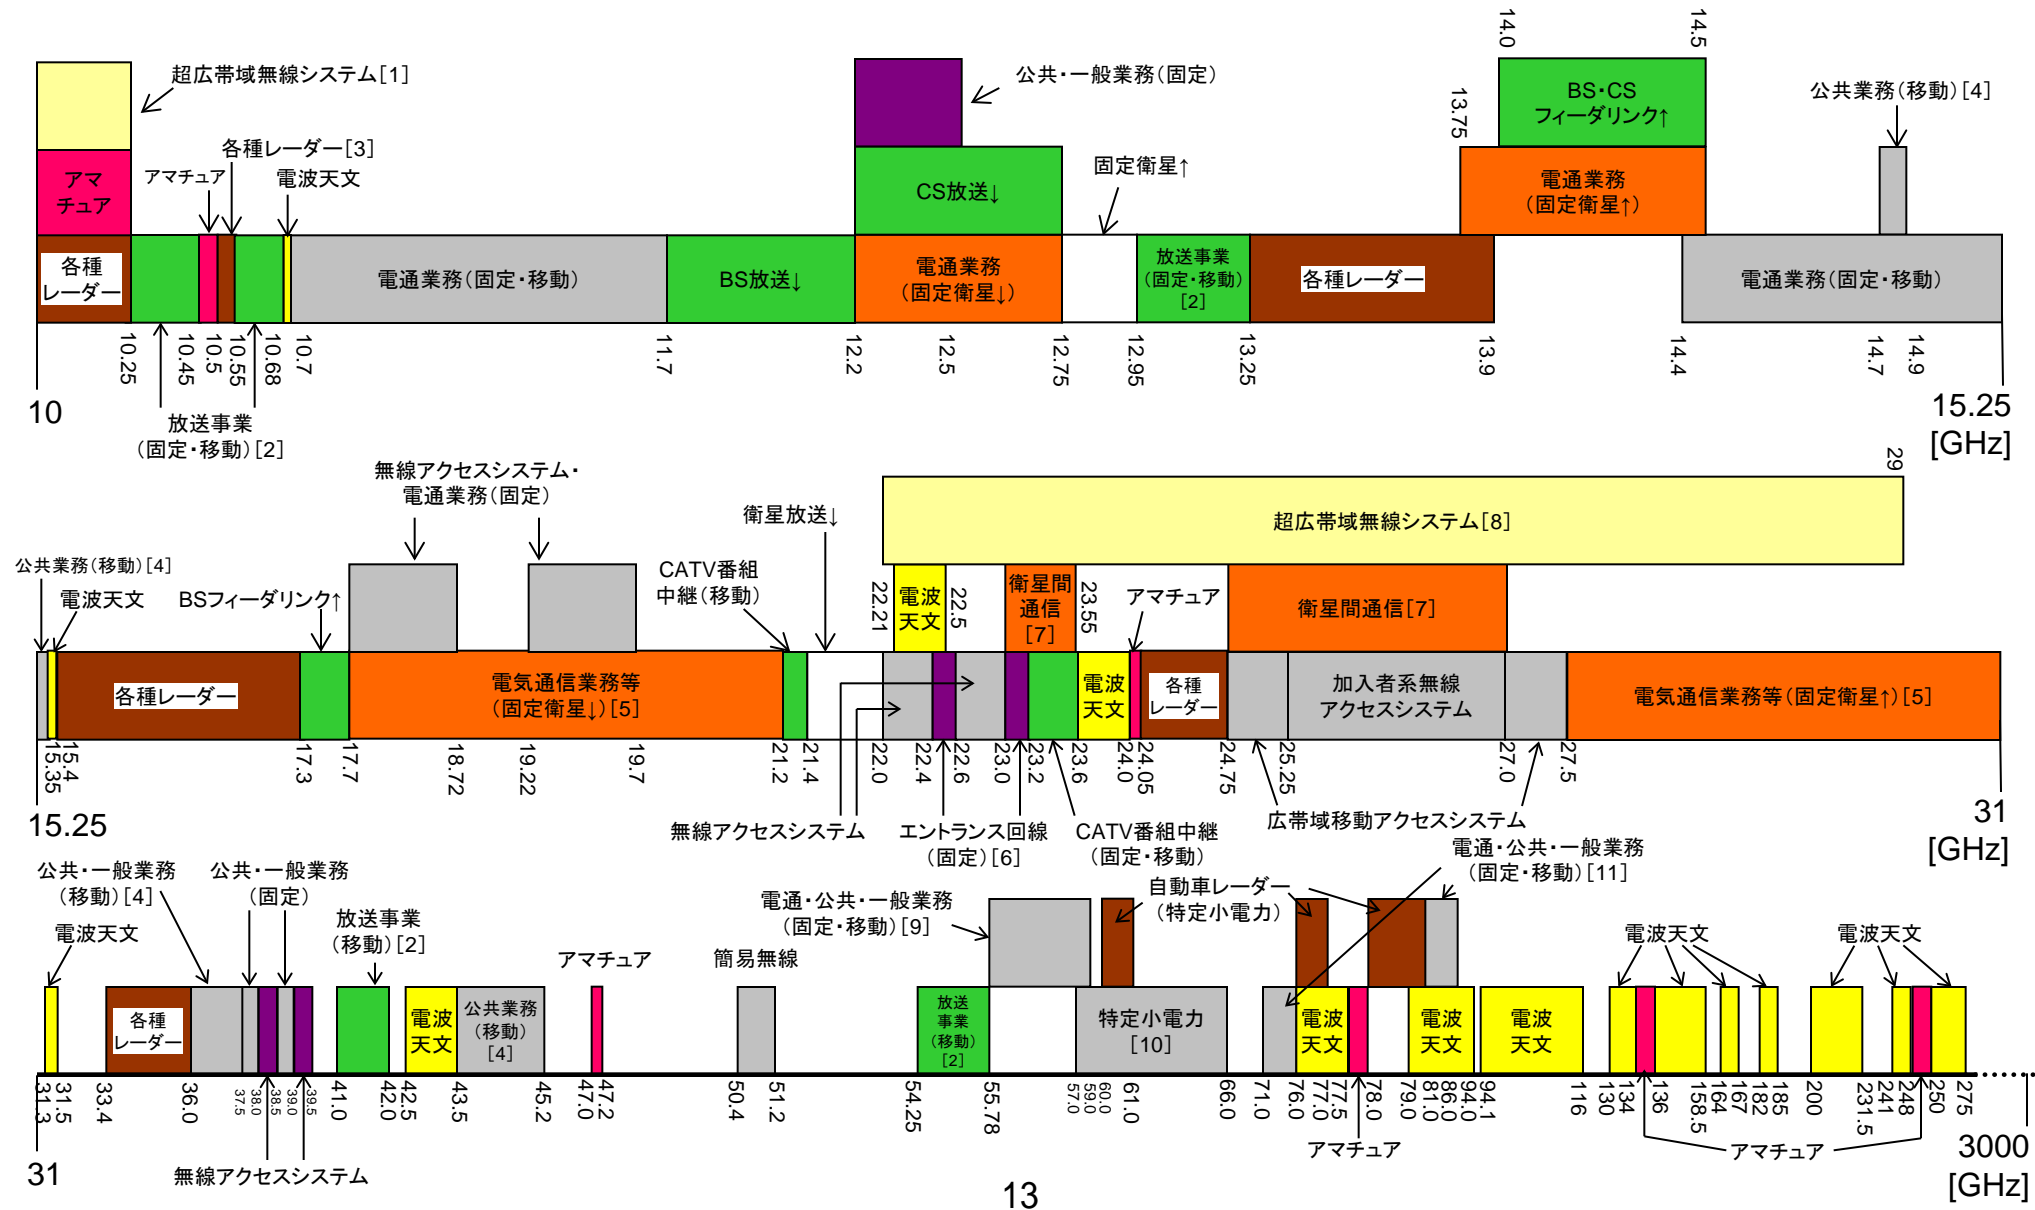 14.0
14.5
超広帯域無線システム[1]
公共・一般業務(固定)
13.75
BS・CS
フィーダリンク↑
公共業務(移動)[4]
アマ
チュア
アマチュア
各種レーダー[3]
電波天文
CS放送↓
固定衛星↑
電通業務
(固定衛星↑)
各種
レーダー
電通業務(固定・移動)
BS放送↓
電通業務
(固定衛星↓)
放送事業
(固定・移動)
[2]
各種レーダー
電通業務(固定・移動)
10.25
10.45
10.5
10.55
10.68
10.7
11.7
12.2
12.5
12.75
12.95
13.25
13.9
14.4
14.7
14.9
10
15.25
[GHz]
放送事業
(固定・移動)[2]
無線アクセスシステム・
電通業務(固定)
29
衛星放送↓
超広帯域無線システム[8]
公共業務(移動)[4]
電波天文
BSフィーダリンク↑
CATV番組
中継(移動)
22.21
電波
天文
22.5
衛星間
通信
[7]
23.55
アマチュア
衛星間通信[7]
各種レーダー
電気通信業務等
(固定衛星↓)[5]
電波
天文
各種
レーダー
加入者系無線
アクセスシステム
電気通信業務等(固定衛星↑)[5]
15.35
15.4
17.3
17.7
18.72
19.22
19.7
21.2
21.4
22.0
22.4
22.6
23.0
23.2
23.6
24.0
24.05
24.75
25.25
27.0
27.5
15.25
31
[GHz]
無線アクセスシステム
エントランス回線
(固定)[6]
CATV番組中継
(固定・移動)
広帯域移動アクセスシステム
電通・公共・一般業務
(固定・移動)[11]
公共・一般業務
(移動)[4]
公共・一般業務
(固定)
放送事業
(移動)[2]
電波天文
電通・公共・一般業務
(固定・移動)[9]
自動車レーダー
(特定小電力)
アマチュア
簡易無線
電波天文
電波天文
各種
レーダー
電波
天文
公共業務
(移動)
[4]
放送
事業
(移動)
[2]
特定小電力
[10]
電波
天文
電波
天文
電波
天文
31.3
31.5
33.4
36.0
37.5
38.0
38.5
39.0
39.5
41.0
42.0
42.5
43.5
45.2
47.0
47.2
50.4
51.2
54.25
55.78
57.0
59.0
60.0
61.0
66.0
71.0
76.0
77.0
77.5
78.0
79.0
81.0
86.0
94.0
94.1
116
130
134
136
158.5
164
167
182
185
200
231.5
241
248
250
275
31
無線アクセスシステム
アマチュア
アマチュア
3000
[GHz]
13